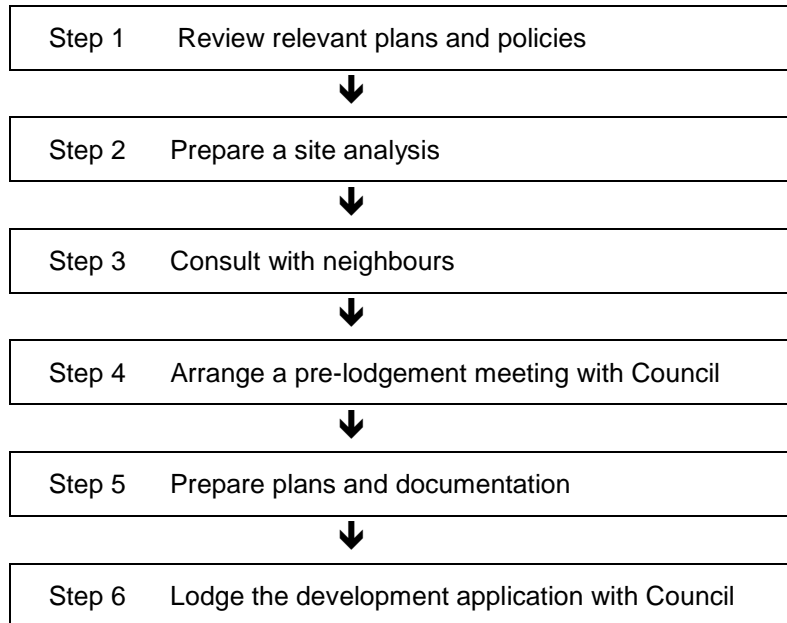 Step 1 Review relevant plans and policies
Step 2 Prepare a site analysis
Step 3 Consult with neighbours
Step 4 Arrange a pre-lodgement meeting with Council
Step 5 Prepare plans and documentation
Step 6 Lodge the development application with Council